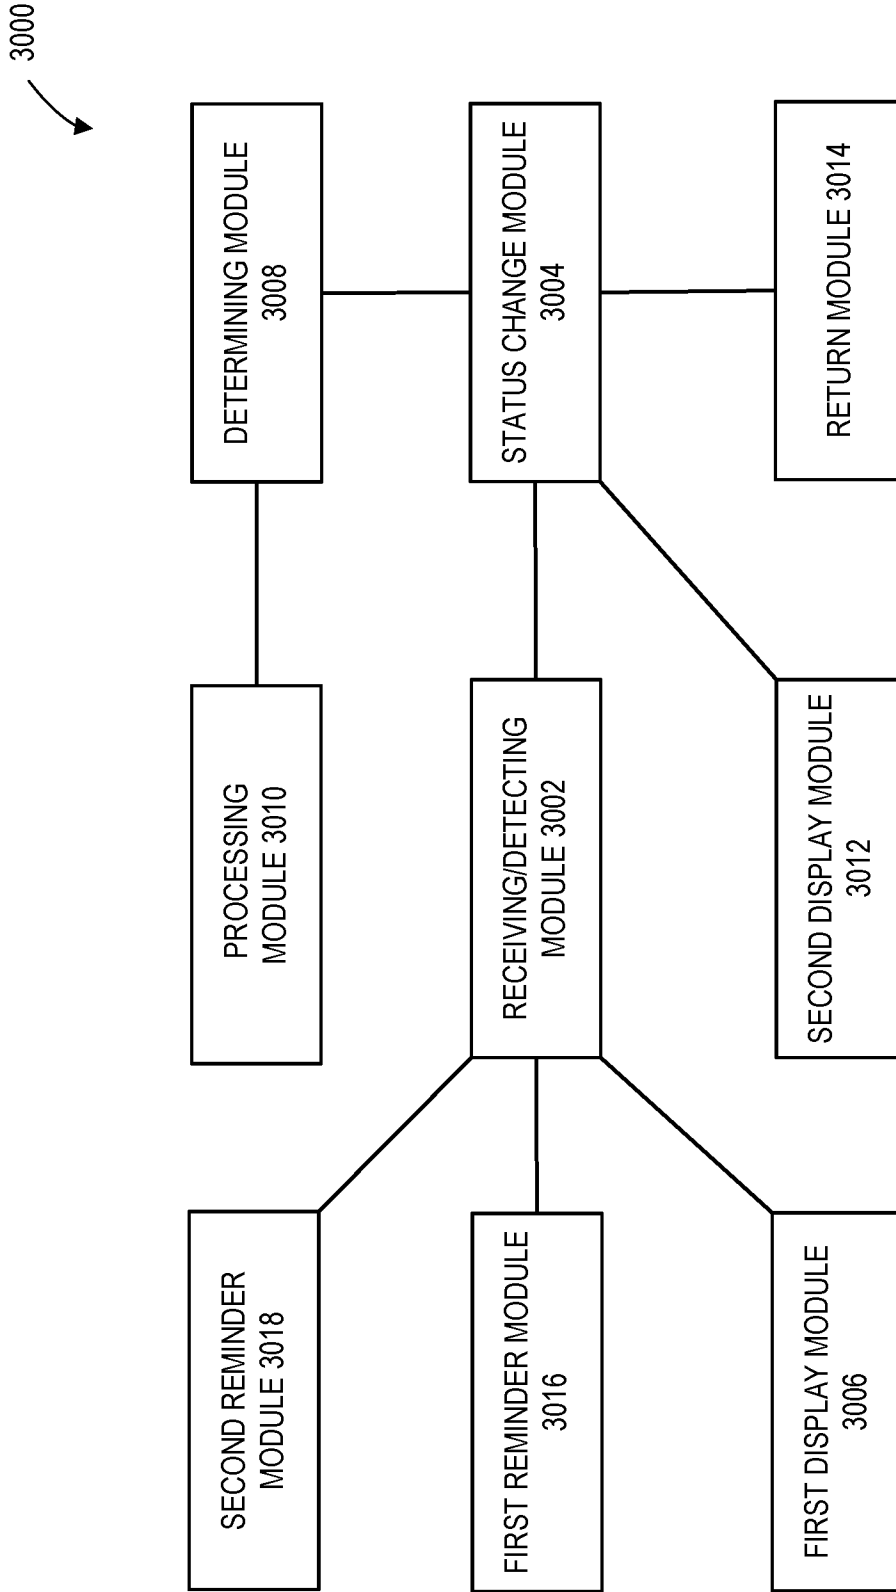 3000
SECOND REMINDER
MODULE 3018
PROCESSING
MODULE 3010
DETERMINING MODULE
3008
FIRST REMINDER MODULE
3016
RECEIVING/DETECTING
MODULE 3002
STATUS CHANGE MODULE
3004
FIRST DISPLAY MODULE
3006
SECOND DISPLAY MODULE
3012
RETURN MODULE 3014